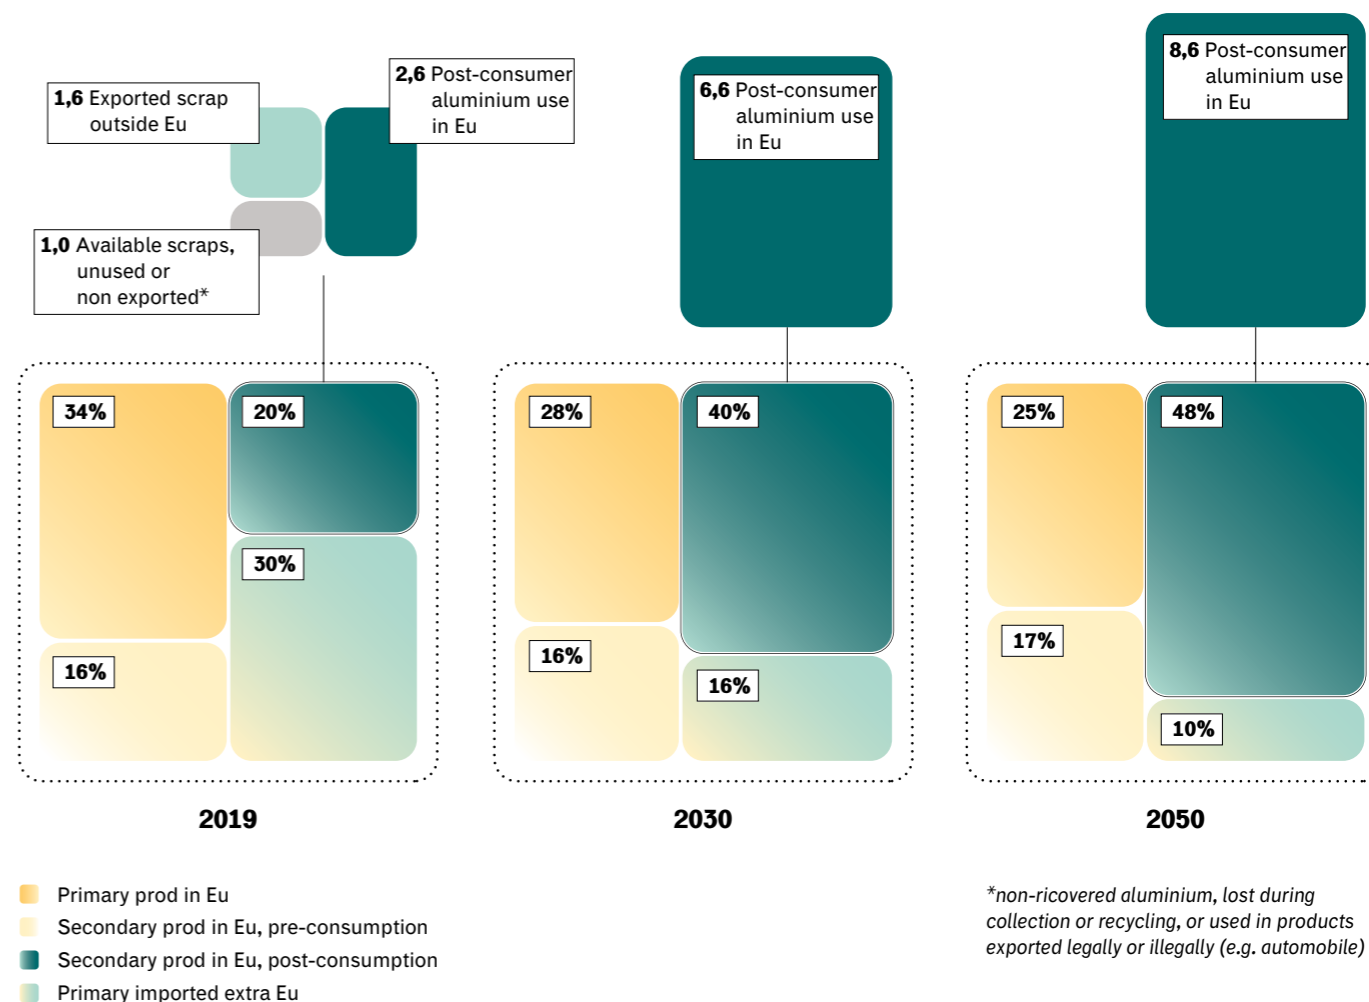 1,6 Exported scrap
outside Eu
2,6 Post-consumer
aluminium use
in Eu
1,0 Available scraps,
unused or
non exported*
6,6 Post-consumer
aluminium use
in Eu
8,6 Post-consumer
aluminium use
in Eu
34%
20%
30%
16%
2019
28%
40%
16%
16%
2030
25%
48%
17%
10%
2050
Primary prod in Eu
Secondary prod in Eu, pre-consumption
Secondary prod in Eu, post-consumption
Primary imported extra Eu
*non-ricovered aluminium, lost during
collection or recycling, or used in products
exported legally or illegally (e.g. automobile)